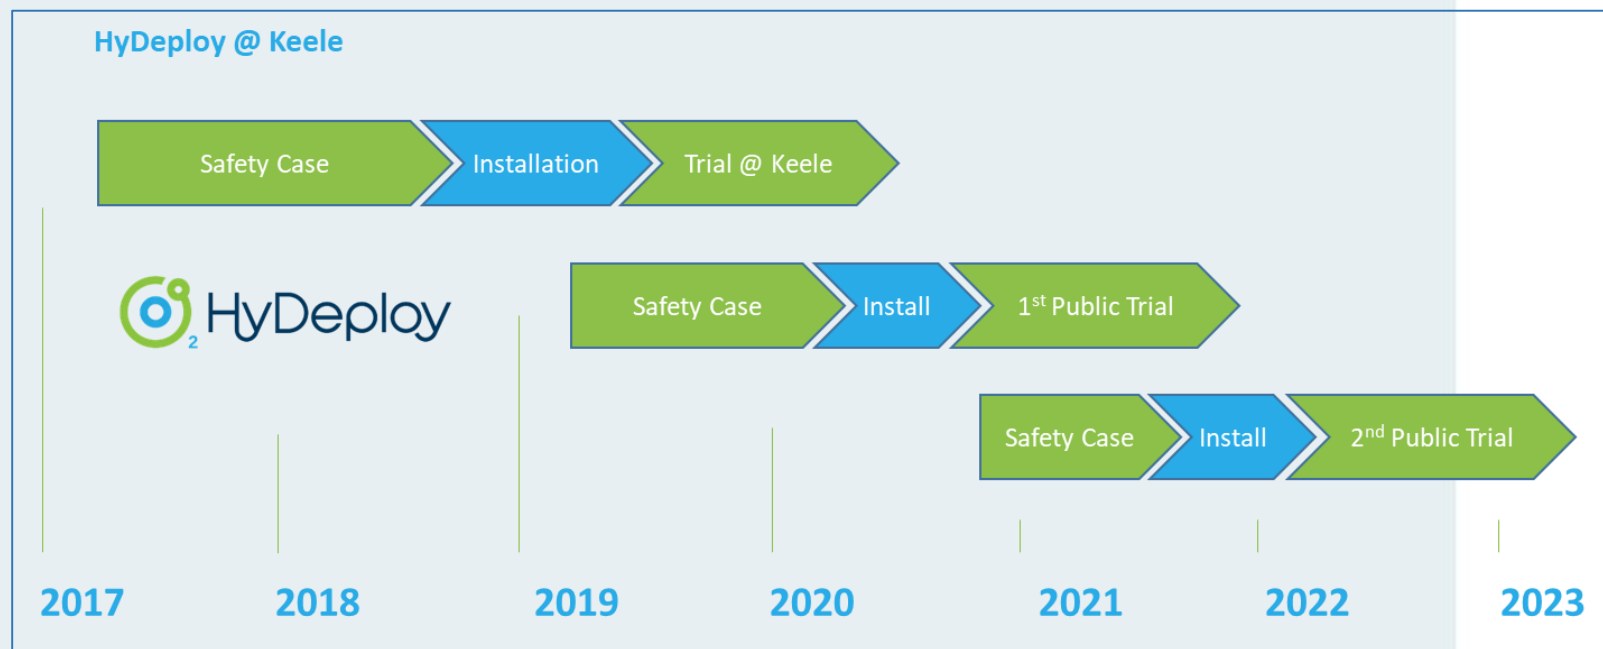 HyDeploy @ Keele
Safety Case
Installation
Trial @ Keele
2 HyDeploy
Safety Case
Install
1st Public Trial
Safety Case
Install
2nd Public Trial
2017
2018
2019
2020
2021
2022
2023